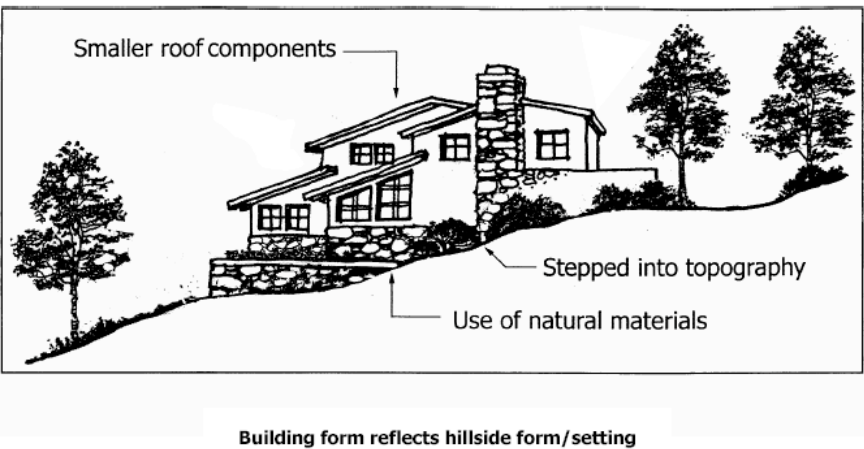 Smaller roof components
Stepped into topography
Use of natural materials
Building form reflects hillside form/setting